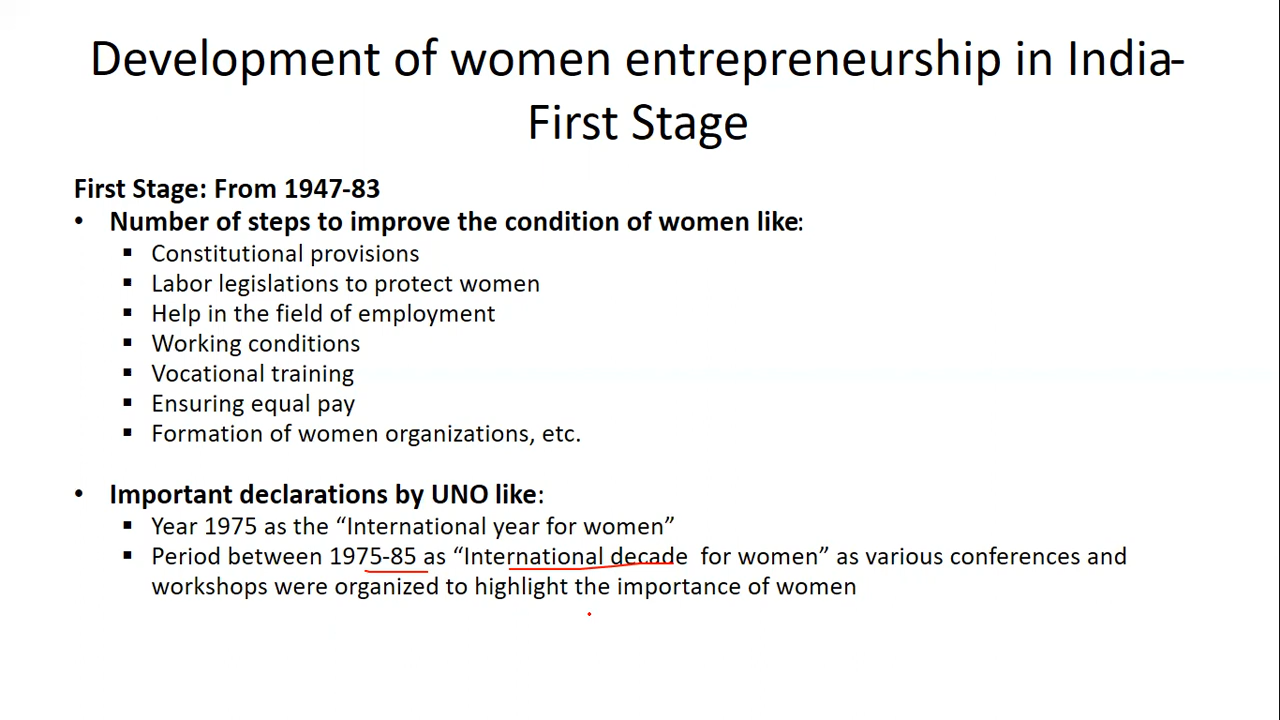 Development of women entrepreneurship in India-
First Stage
First Stage: From 1947-83
• Number of steps to improve the condition of women like:
▪ Constitutional provisions
▪ Labor legislations to protect women
▪ Help in the field of employment
▪ Working conditions
▪ Vocational training
▪ Ensuring equal pay
▪ Formation of women organizations, etc.
• Important declarations by UNO like:
▪ Year 1975 as the “International year for women”
▪ Period between 1975-85 as “International decade for women” as various conferences and
workshops were organized to highlight the importance of women